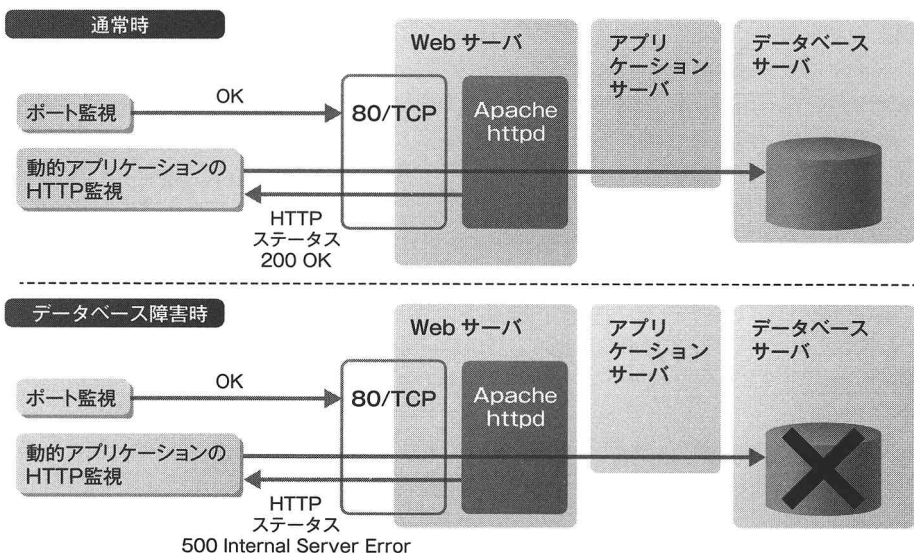 通常時
Web サーバ
アプリ
ケーション
サーバ
データベース
サーバ
ポート監視
OK
80/TCP
Apache
httpd
動的アプリケーションの
HTTP監視
HTTP
ステータス
200 OK
データベース障害時
Web サーバ
アプリ
ケーション
サーバ
データベース
サーバ
ポート監視
OK
80/TCP
Apache
httpd
動的アプリケーションの
HTTP監視
HTTP
ステータス
500 Internal Server Error